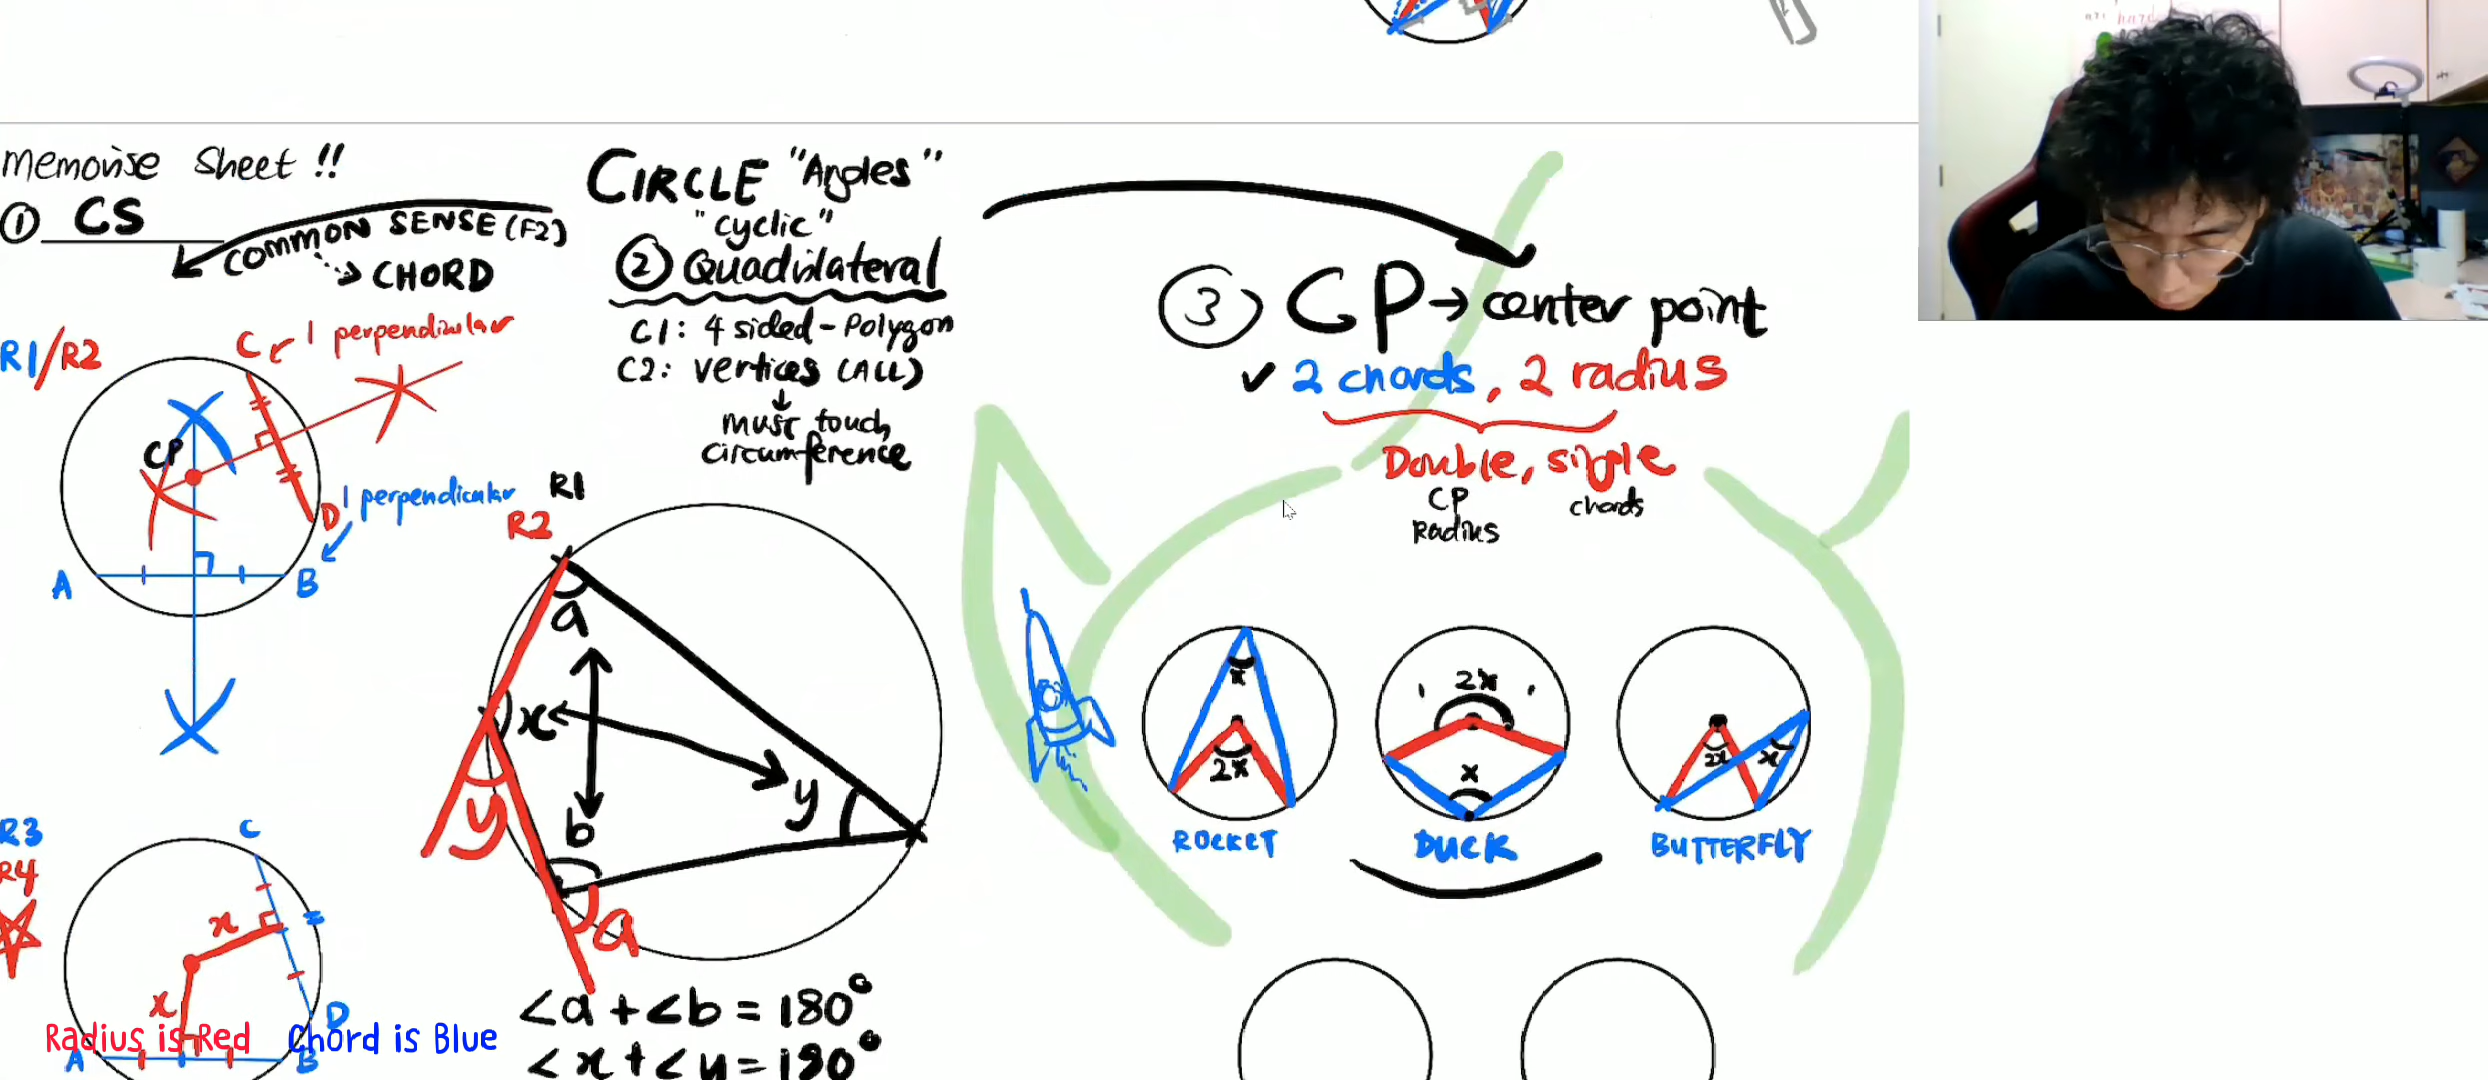 memorise Sheet !!
① CS
COMMON SENSE (F2)
CHORD
R1/R2
C
1 perpendicular
CP
D
1 perpendicular
A
B
R3
R4
C
x
x
D
A
B
Radius is Red Chord is Blue
CIRCLE "Angles"
"cyclic"
② Quadrilateral
C1: 4 sided - Polygon
C2: vertices (ALL)
must touch
circumference
R1
R2
a
x
y
y
b
a
<a + <b = 180°
<x + <y = 180°
③ CP → center point
✓ 2 chords, 2 radius
Double, single
CP
chords
Radius
x
2x
ROCKET
2x
x
DUCK
2x
x
BUTTERFLY